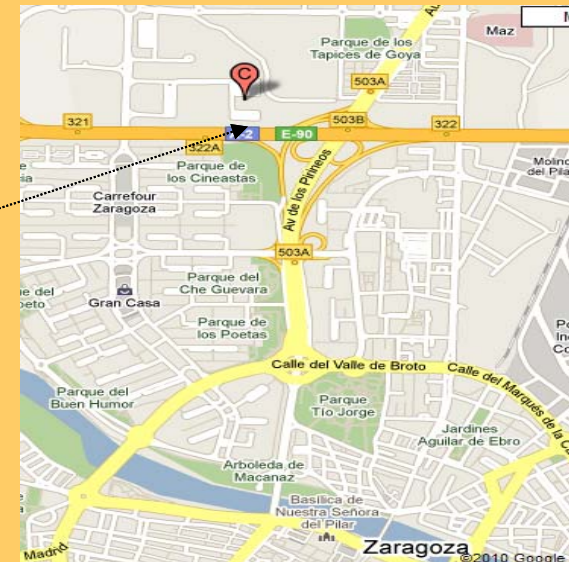 Maz
Parque de los
Tapices de Goya
C
503A
321
503B
322
E-90
322A
Parque de
los Cineastas
Av de los Pirineos
Molino
del Pila
Carrefour
Zaragoza
503A
Parque del
Che Guevara
Gran Casa
Parque de
los Poetas
Calle del Valle de Broto
Calle del Marqués de la C
Parque del
Buen Humor
Parque
Tío Jorge
Jardines
Aguilar de Ebro
Arboleda de
Macanaz
Basílica de
Nuestra Señora
del Pilar
Madrid
Zaragoza
©2010 Google